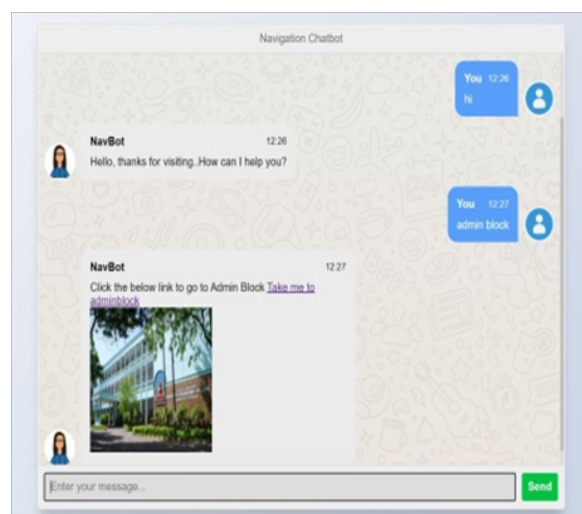 Navigation Chatbot
You 12:26
hi
NavBot 12:26
Hello, thanks for visiting..How can I help you?
You 12:27
admin block
NavBot 12:27
Click the below link to go to Admin Block Take me to
adminblock
Enter your message...
Send